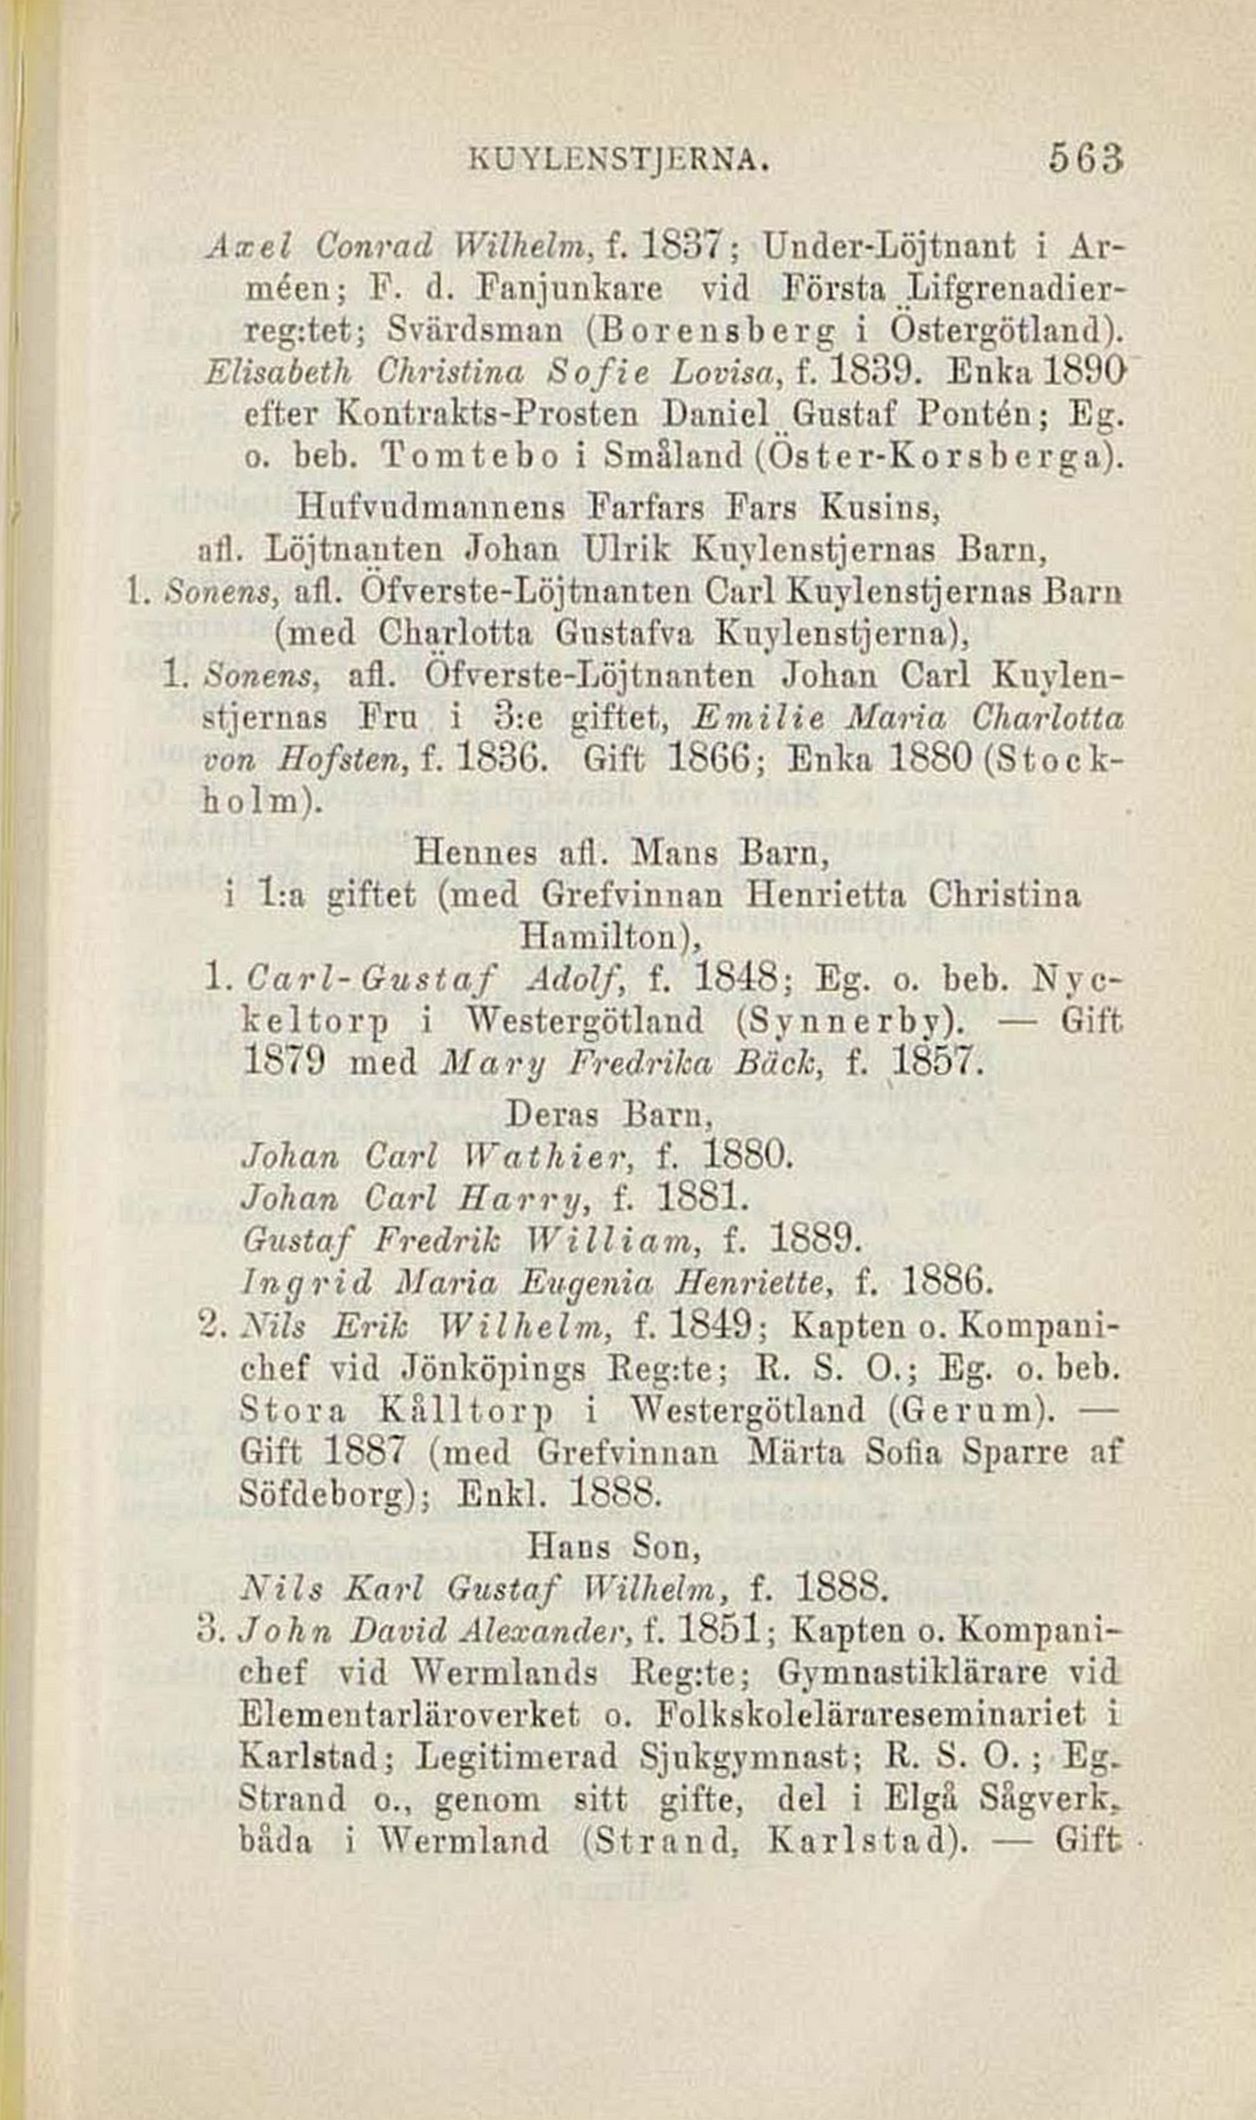 KUYLENSTJERNA. 563
Axel Conrad Wilhelm, f. 1837; Under-Löjtnant i Ar-
méen; F. d. Fanjunkare vid Första Lifgrenadier-
reg:tet; Svärdsman (Borensberg i Östergötland).
Elisabeth Christina Sofie Lovisa, f. 1839. Enka 1890
efter Kontrakts-Prosten Daniel Gustaf Pontén; Eg.
o. beb. Tomtebo i Småland (Öster-Korsberga).
Hufvudmannens Farfars Fars Kusins,
afl. Löjtnanten Johan Ulrik Kuylenstjernas Barn,
1. Sonens, afl. Öfverste-Löjtnanten Carl Kuylenstjernas Barn
(med Charlotta Gustafva Kuylenstjerna),
1. Sonens, afl. Öfverste-Löjtnanten Johan Carl Kuylen-
stjernas Fru i 3:e giftet, Emilie Maria Charlotta
von Hofsten, f. 1836. Gift 1866; Enka 1880 (Stock-
holm).
Hennes afl. Mans Barn,
i 1:a giftet (med Grefvinnan Henrietta Christina
Hamilton),
1. Carl-Gustaf Adolf, f. 1848; Eg. o. beb. Nyc-
keltorp i Westergötland (Synnerby). — Gift
1879 med Mary Fredrika Bäck, f. 1857.
Deras Barn,
Johan Carl Wathier, f. 1880.
Johan Carl Harry, f. 1881.
Gustaf Fredrik William, f. 1889.
Ingrid Maria Eugenia Henriette, f. 1886.
2. Nils Erik Wilhelm, f. 1849; Kapten o. Kompani-
chef vid Jönköpings Reg:te; R. S. O.; Eg. o. beb.
Stora Kålltorp i Westergötland (Gerum). —
Gift 1887 (med Grefvinnan Märta Sofia Sparre af
Söfdeborg); Enkl. 1888.
Hans Son,
Nils Karl Gustaf Wilhelm, f. 1888.
3. John David Alexander, f. 1851; Kapten o. Kompani-
chef vid Wermlands Reg:te; Gymnastiklärare vid
Elementarläroverket o. Folkskolelärareseminariet i
Karlstad; Legitimerad Sjukgymnast; R. S. O.; Eg.
Strand o., genom sitt gifte, del i Elgå Sågverk,
båda i Wermland (Strand, Karlstad). — Gift